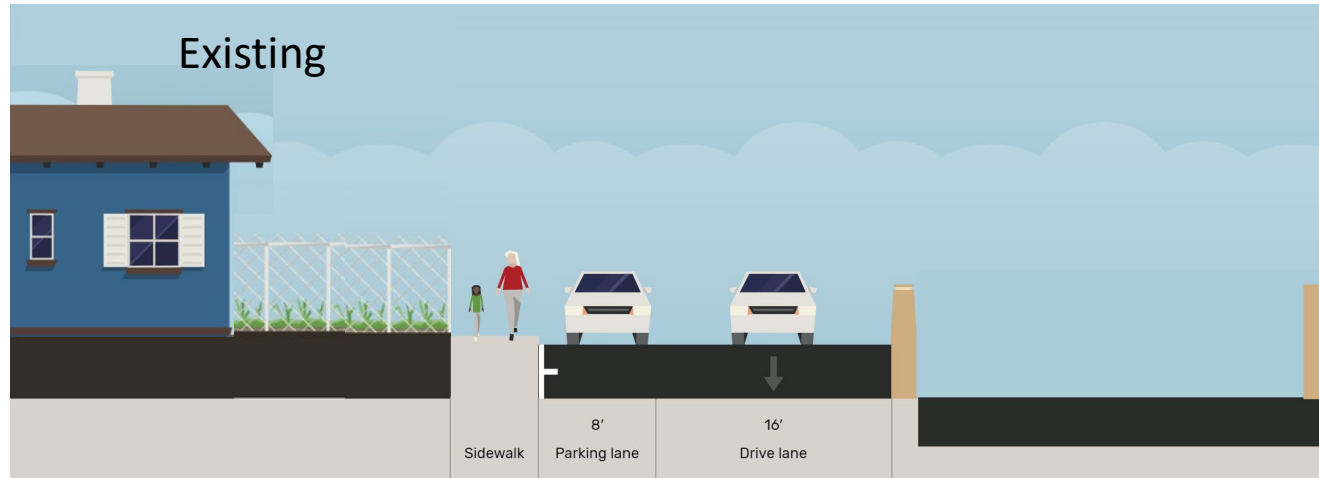 Existing
8′
16′
Sidewalk
Parking lane
Drive lane